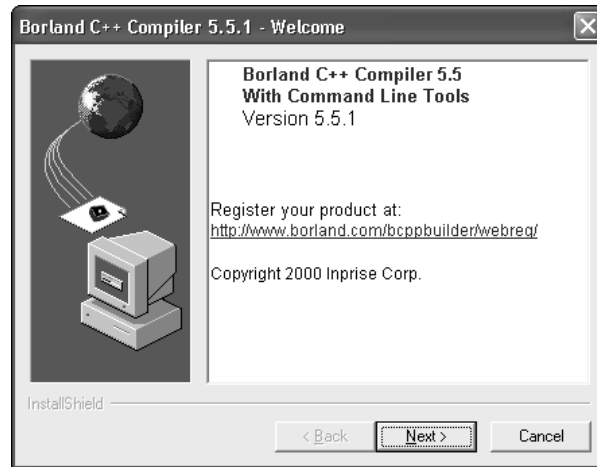 Borland C++ Compiler 5.5.1 - Welcome
Borland C++ Compiler 5.5
With Command Line Tools
Version 5.5.1
Register your product at:
http://www.borland.com/bcppbuilder/webreg/
Copyright 2000 Inprise Corp.
InstallShield
< Back Next > Cancel